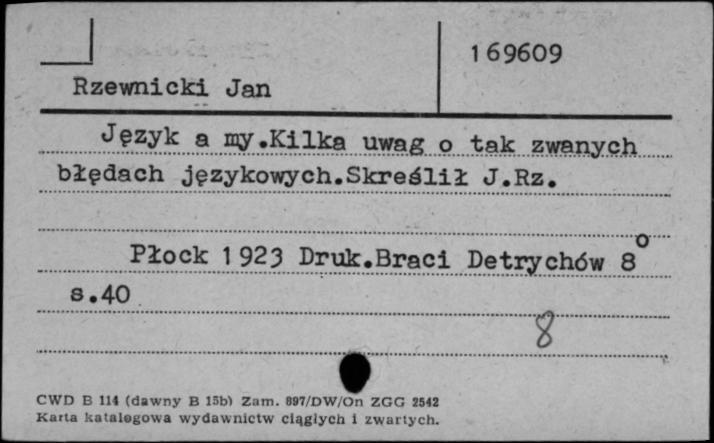 169609
Rzewnicki Jan
Język a my.Kilka uwag o tak zwanych
błędach językowych.Skreślił J.Rz.
Płock 1923 Druk.Braci Detrychów 8o
s.40
8
CWD B 114 (dawny B 15b) Zam. 897/DW/On ZGG 2542
Karta katalogowa wydawnictw ciągłych i zwartych.